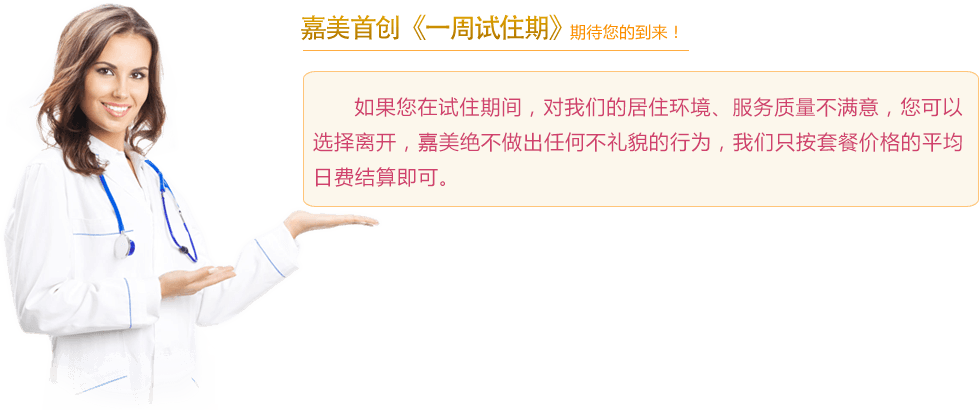 嘉美首创《一周试住期》期待您的到来！
如果您在试住期间，对我们的居住环境、服务质量不满意，您可以
选择离开，嘉美绝不做出任何不礼貌的行为，我们只按套餐价格的平均
日费结算即可。